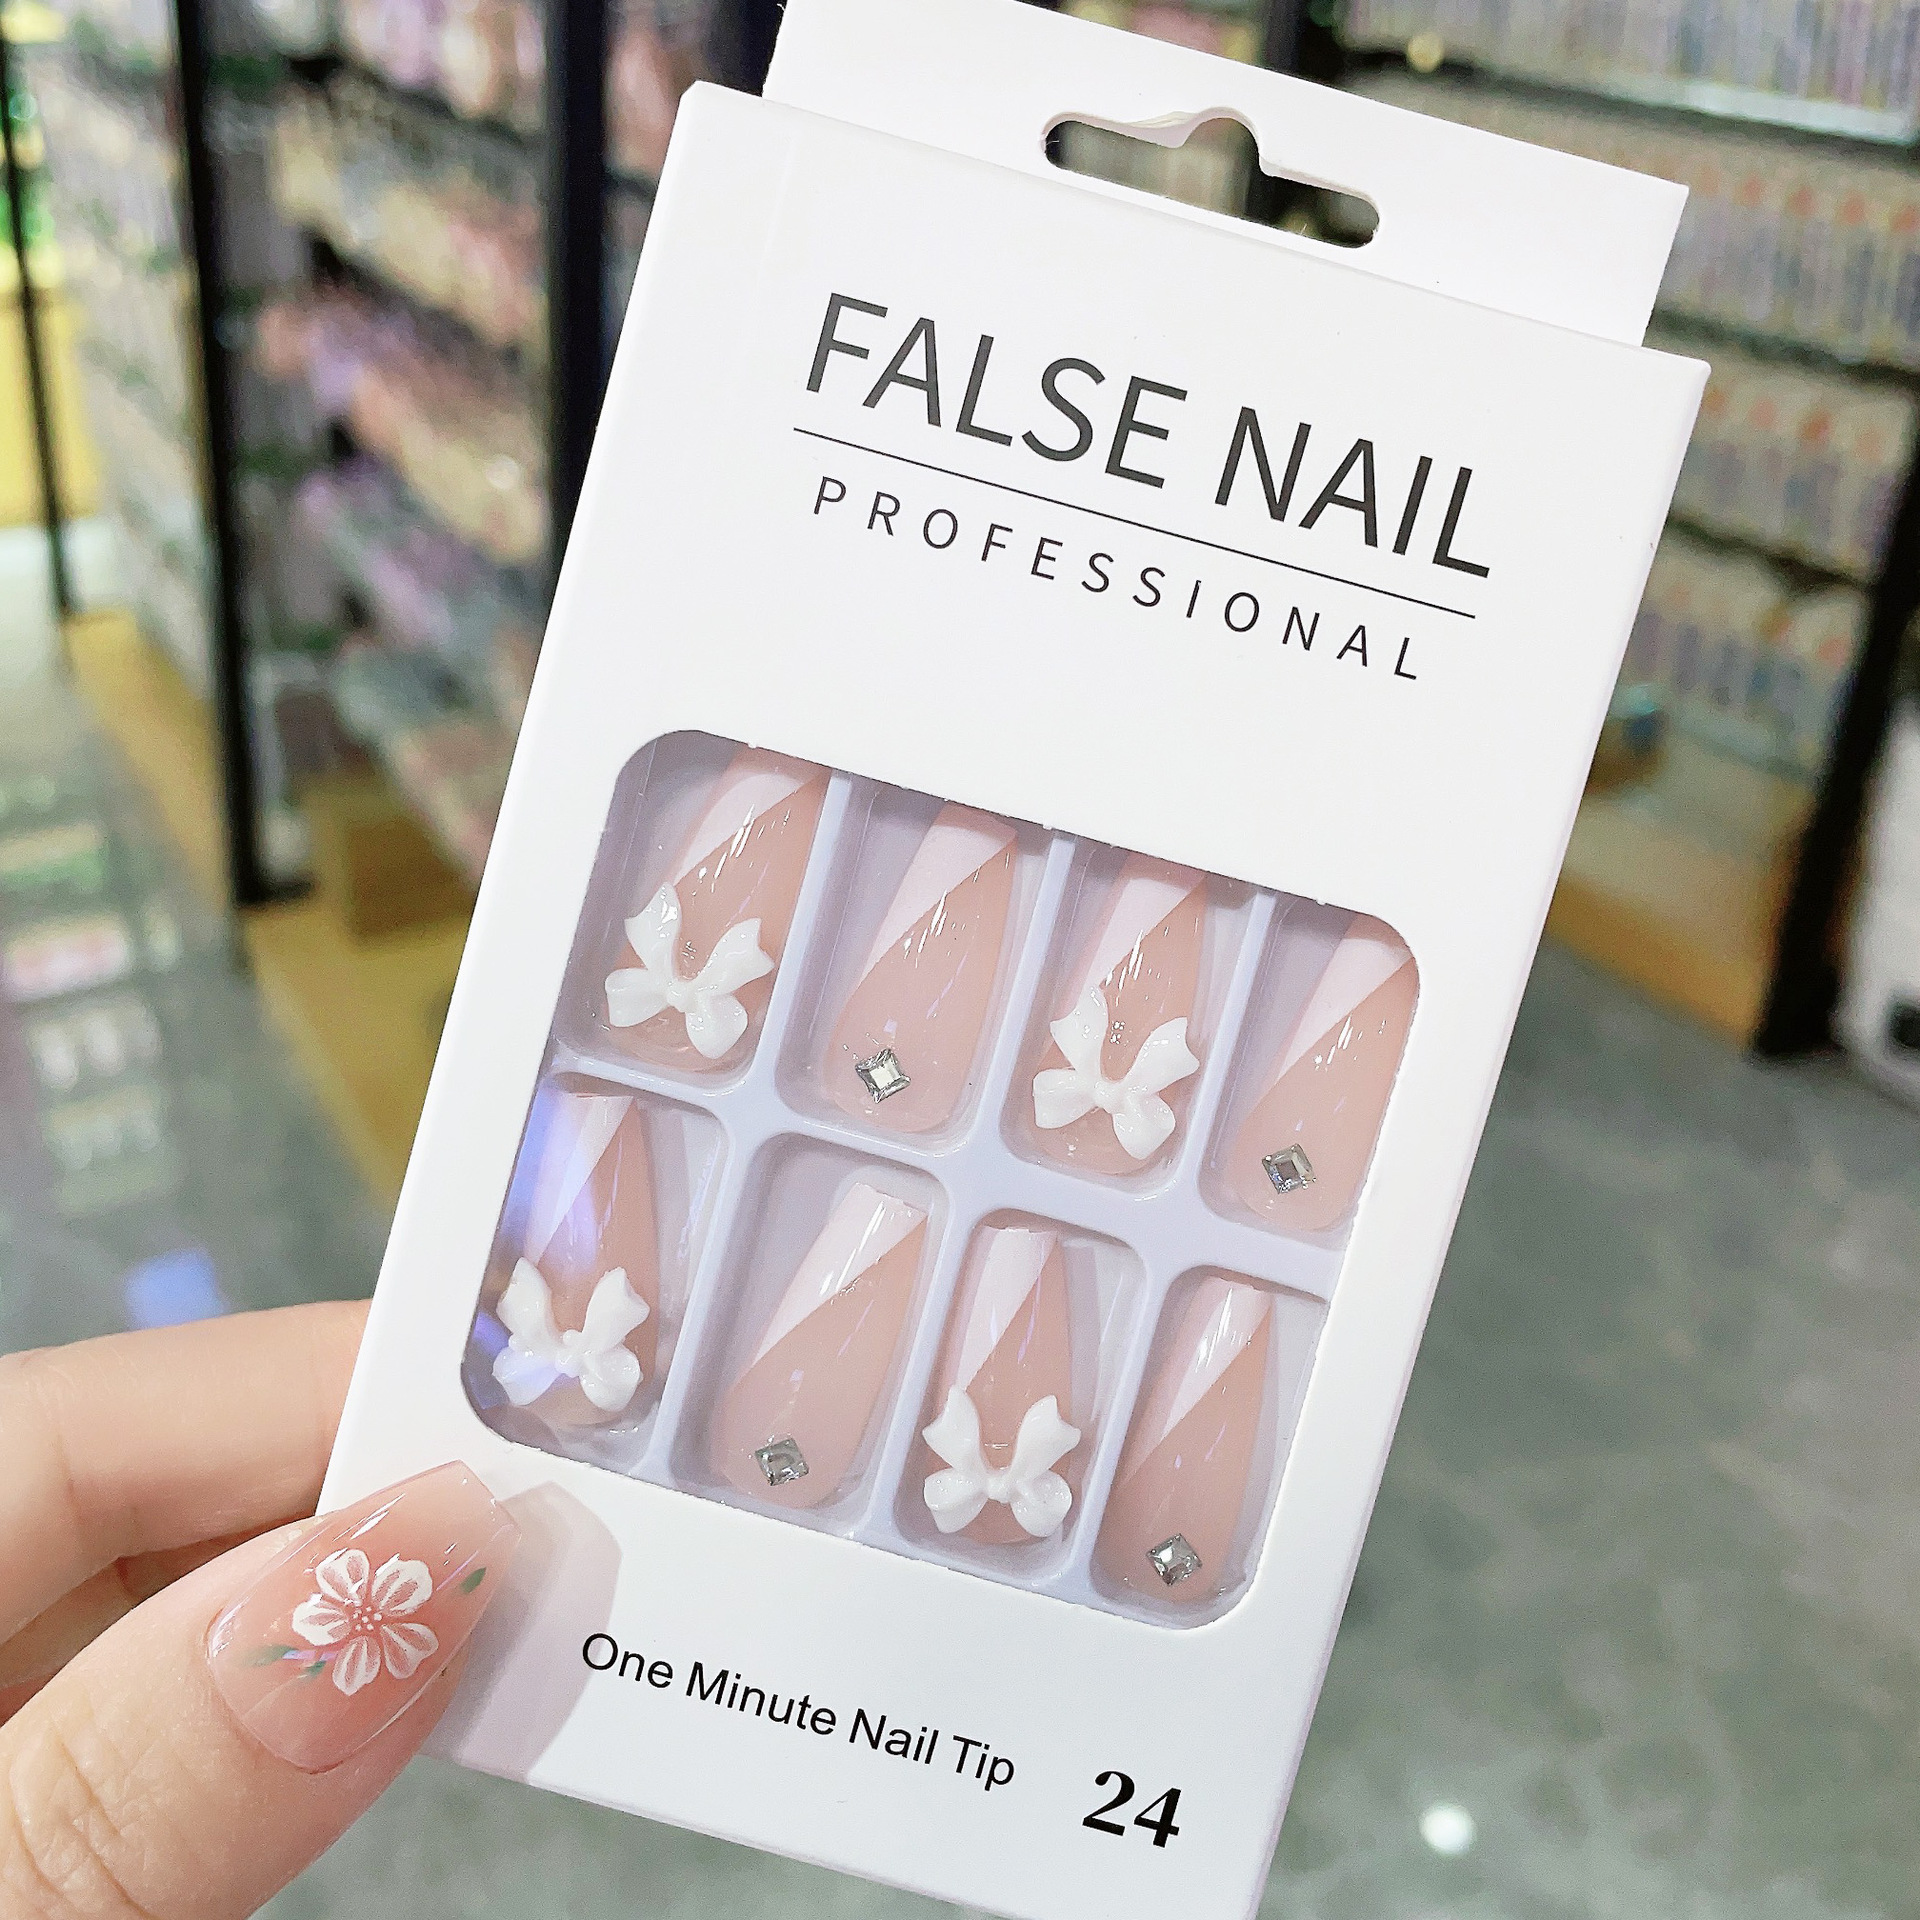 FALSE NAIL
PROFESSIONAL
One Minute Nail Tip
24